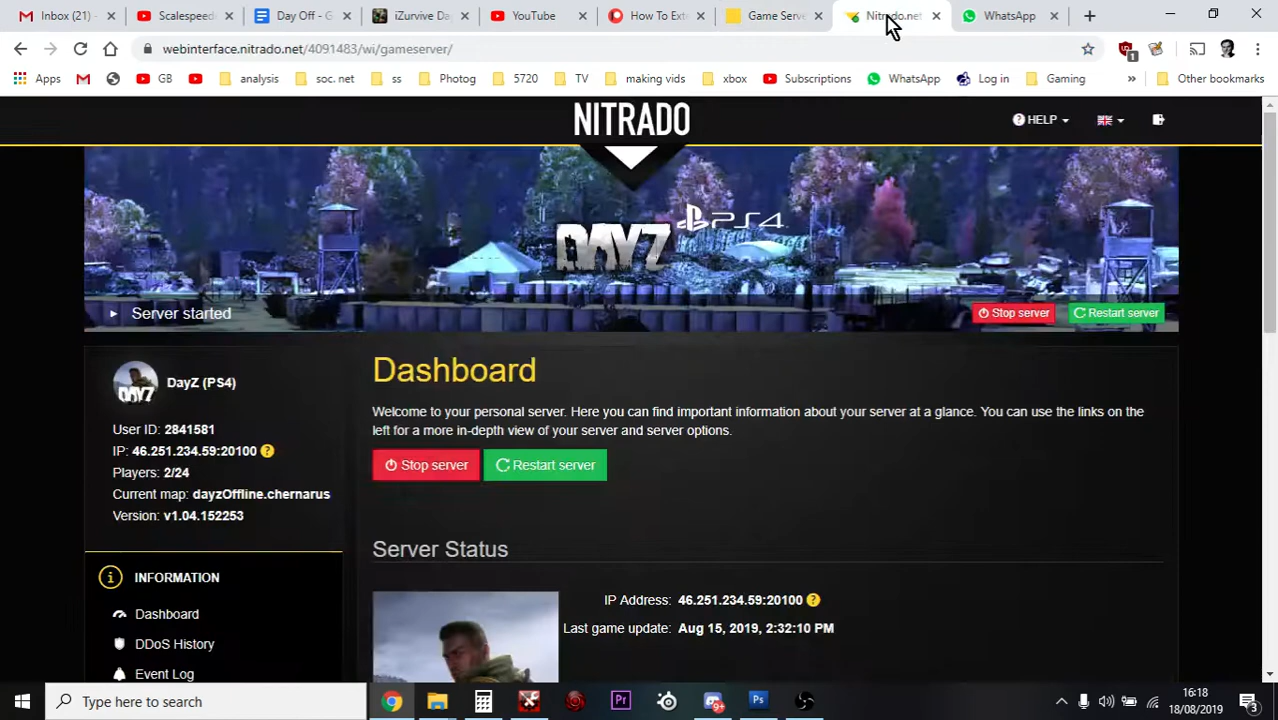 Inbox (21) -
Scalespeed
Day Off - G
iZurvive Da
YouTube
How To Exte
Game Serve
Nitrado.net
WhatsApp
webinterface.nitrado.net/4091483/wi/gameserver/
1
Apps
GB
analysis
soc. net
ss
Photog
5720
TV
making vids
xbox
Subscriptions
WhatsApp
Log in
Gaming
»
Other bookmarks
NITRADO
HELP
DAYZ PS4
Server started
Stop server
Restart server
DAYZ
DayZ (PS4)
User ID: 2841581
IP: 46.251.234.59:20100
Players: 2/24
Current map: dayzOffline.chernarus
Version: v1.04.152253
INFORMATION
Dashboard
DDoS History
Event Log
Dashboard
Welcome to your personal server. Here you can find important information about your server at a glance. You can use the links on the
left for a more in-depth view of your server and server options.
Stop server
Restart server
Server Status
IP Address: 46.251.234.59:20100
Last game update: Aug 15, 2019, 2:32:10 PM
Type here to search
Pr
9+
Ps
16:18
18/08/2019
3